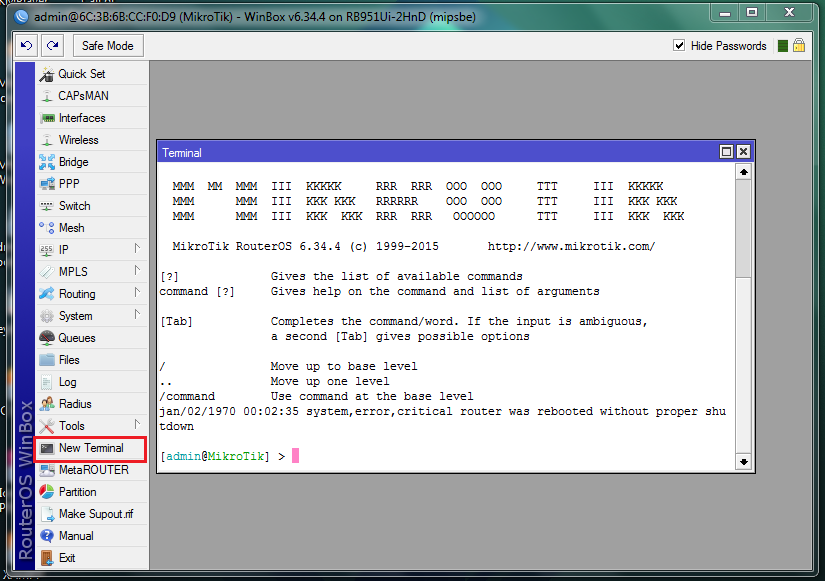 admin@6C:3B:6B:CC:F0:D9 (MikroTik) - WinBox v6.34.4 on RB951Ui-2HnD (mipsbe)
Safe Mode
Hide Passwords
Quick Set
CAPsMAN
Interfaces
Wireless
Bridge
PPP
Switch
Mesh
IP
MPLS
Routing
System
Queues
Files
Log
Radius
Tools
New Terminal
MetaROUTER
Partition
Make Supout.rif
Manual
Exit
RouterOS WinBox
Terminal
MMM  MM  MMM  III  KKKKK     RRR  RRR  OOO  OOO     TTT     III  KKKKK
MMM      MMM  III  KKK KKK   RRRRRR    OOO  OOO     TTT     III  KKK KKK
MMM      MMM  III  KKK  KKK  RRR  RRR   OOOOOO      TTT     III  KKK  KKK
MikroTik RouterOS 6.34.4 (c) 1999-2015       http://www.mikrotik.com/
[?]             Gives the list of available commands
command [?]     Gives help on the command and list of arguments
[Tab]           Completes the command/word. If the input is ambiguous,
a second [Tab] gives possible options
/               Move up to base level
..              Move up one level
/command        Use command at the base level
jan/02/1970 00:02:35 system,error,critical router was rebooted without proper shu
tdown
[admin@MikroTik] >